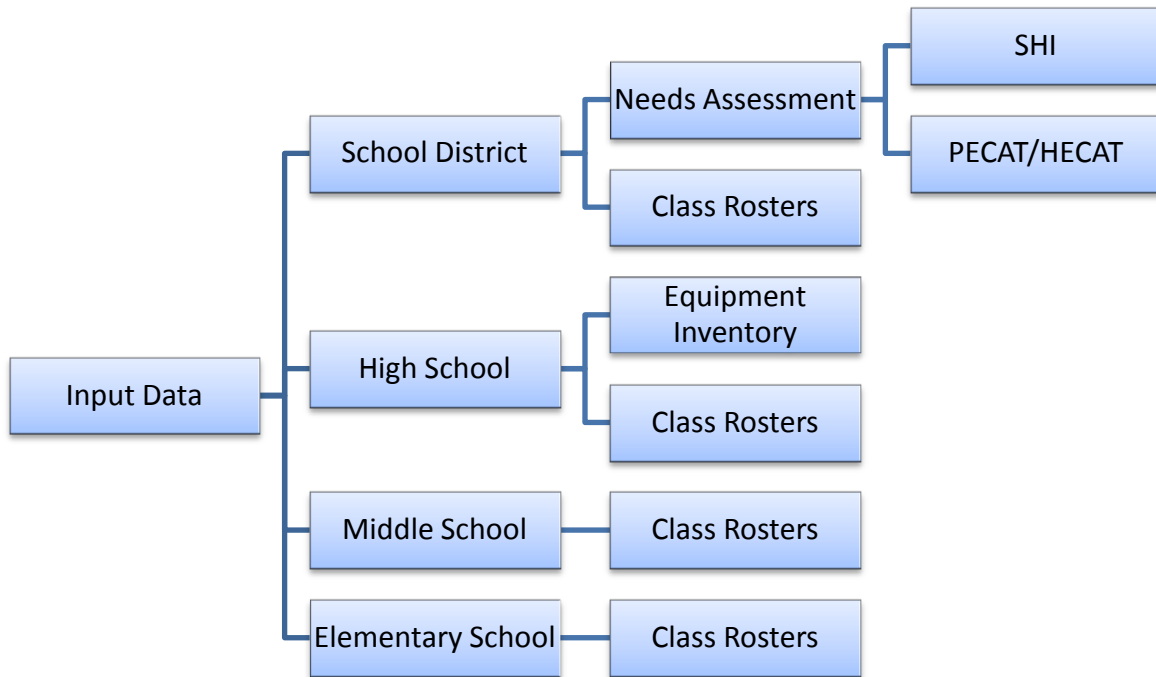 Input Data
School District
Needs Assessment
SHI
PECAT/HECAT
Class Rosters
High School
Equipment
Inventory
Class Rosters
Middle School
Class Rosters
Elementary School
Class Rosters